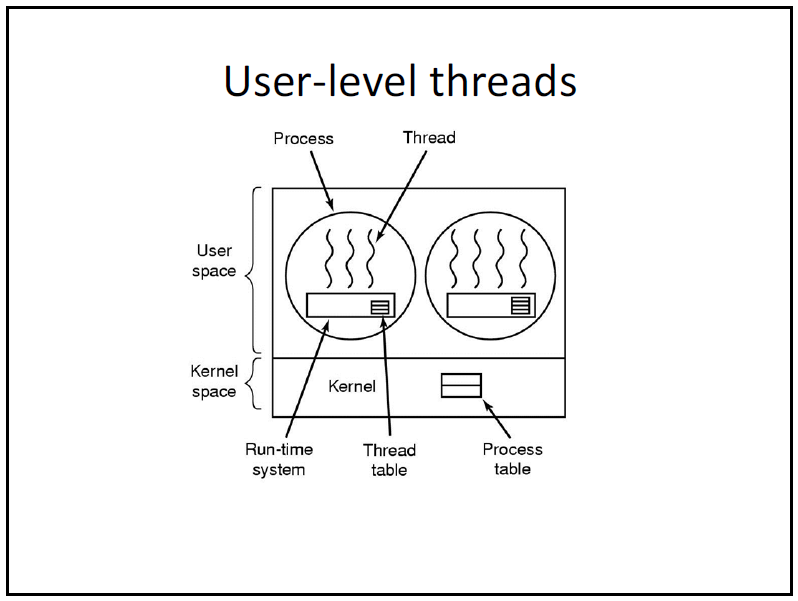 User-level threads
Process
Thread
User
space
Kernel
space
Kernel
Run-time
system
Thread
table
Process
table